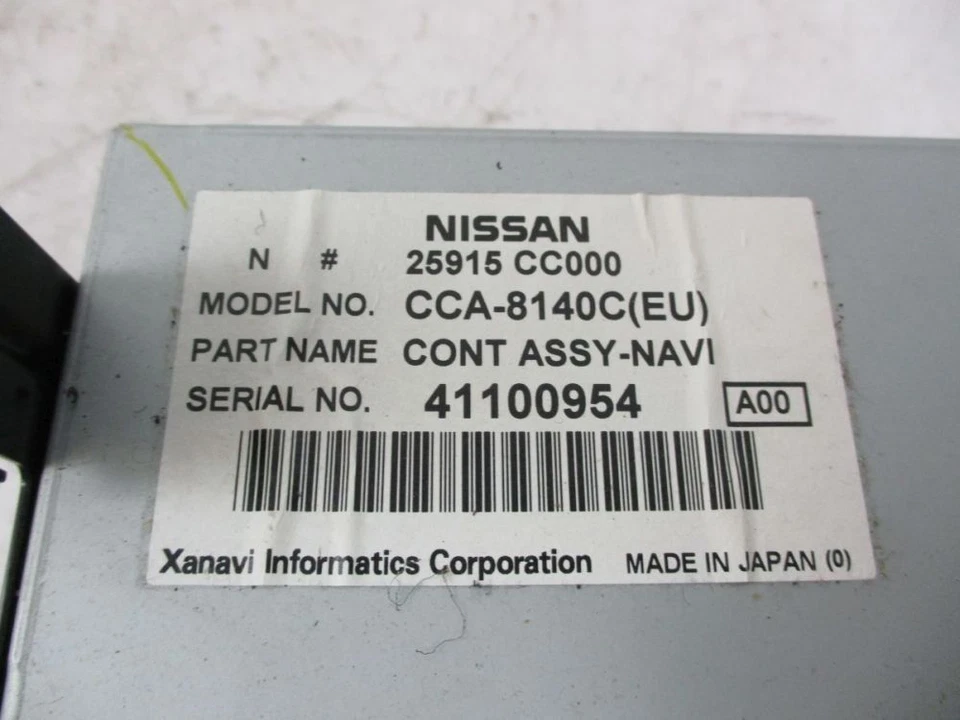 NISSAN
N # 25915 CC000
MODEL NO. CCA-8140C(EU)
PART NAME CONT ASSY-NAVI
SERIAL NO. 41100954 A00
Xanavi Informatics Corporation MADE IN JAPAN (0)